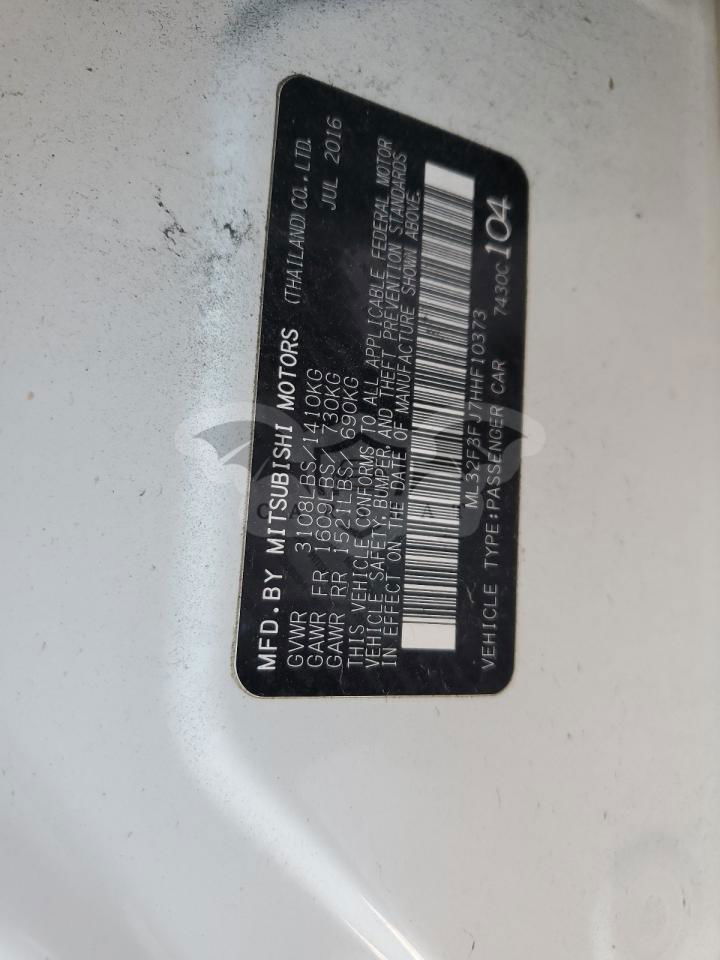 MFD.BY MITSUBISHI MOTORS (THAILAND) CO., LTD.
GVWR 3108LBS/1410KG JUL 2016
GAWR FR 1609LBS/ 730KG
GAWR RR 1521LBS/ 690KG
THIS VEHICLE CONFORMS TO ALL APPLICABLE FEDERAL MOTOR
VEHICLE SAFETY, BUMPER, AND THEFT PREVENTION STANDARDS
IN EFFECT ON THE DATE OF MANUFACTURE SHOWN ABOVE.
ML32F3FJ7HHF10373
VEHICLE TYPE:PASSENGER CAR 7430C 104